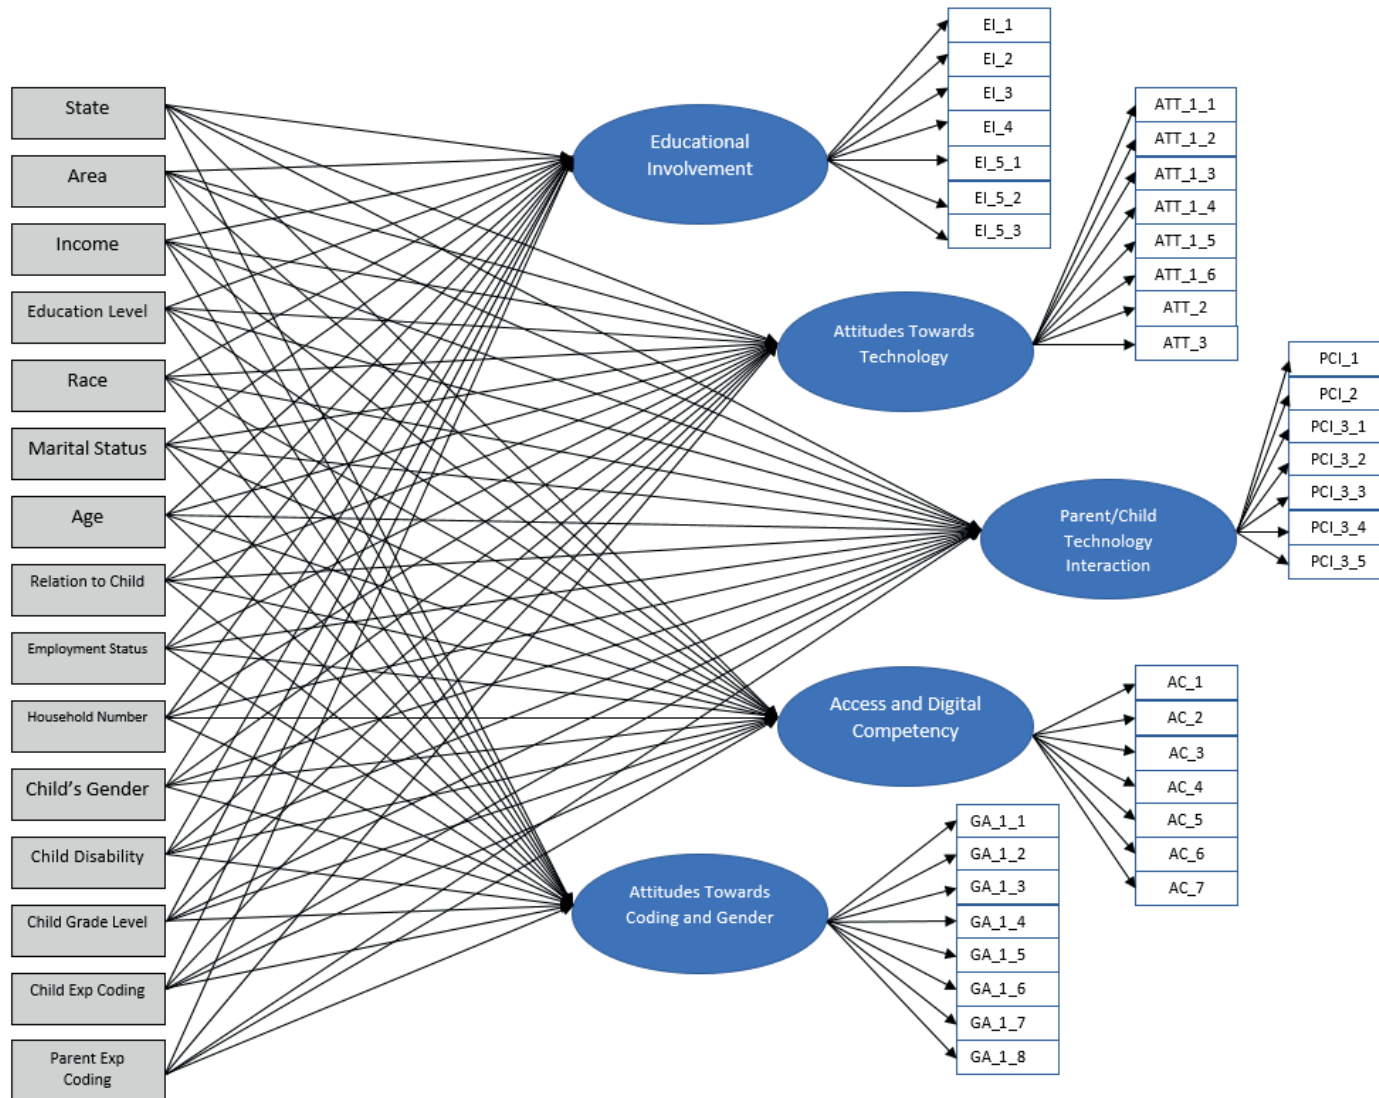 State
Area
Income
Education Level
Race
Marital Status
Age
Relation to Child
Employment Status
Household Number
Child's Gender
Child Disability
Child Grade Level
Child Exp Coding
Parent Exp
Coding
Educational
Involvement
Attitudes Towards
Technology
Parent/Child
Technology
Interaction
Access and Digital
Competency
Attitudes Towards
Coding and Gender
EI_1
EI_2
EI_3
EI_4
EI_5_1
EI_5_2
EI_5_3
ATT_1_1
ATT_1_2
ATT_1_3
ATT_1_4
ATT_1_5
ATT_1_6
ATT_2
ATT_3
PCI_1
PCI_2
PCI_3_1
PCI_3_2
PCI_3_3
PCI_3_4
PCI_3_5
AC_1
AC_2
AC_3
AC_4
AC_5
AC_6
AC_7
GA_1_1
GA_1_2
GA_1_3
GA_1_4
GA_1_5
GA_1_6
GA_1_7
GA_1_8